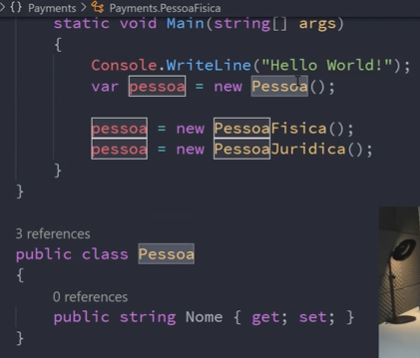 > {} Payments > Payments.PessoaFisica
static void Main(string[] args)
{
Console.WriteLine("Hello World!");
var pessoa = new Pessoa();
pessoa = new PessoaFisica();
pessoa = new PessoaJuridica();
}
}
3 references
public class Pessoa
{
0 references
public string Nome { get; set; }
}